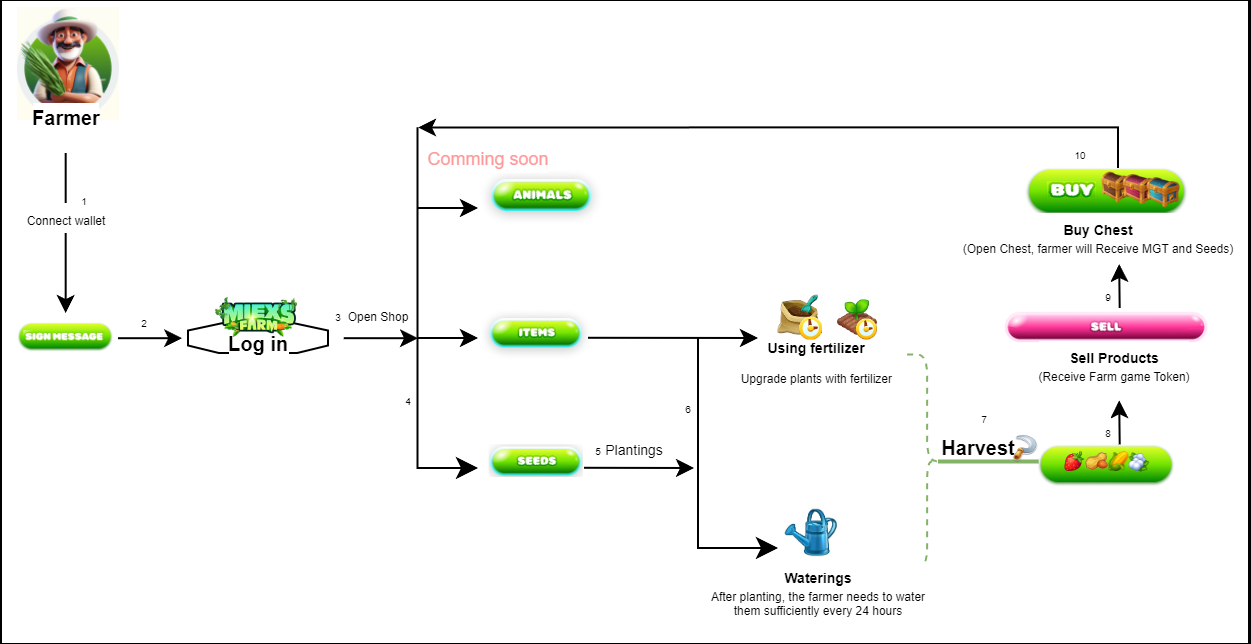 Farmer
1
Connect wallet
SIGN MESSAGE
2
MIEXS
FARM
Log in
3 Open Shop
Comming soon
ANIMALS
ITEMS
4
SEEDS
5 Plantings
6
Using fertilizer
Upgrade plants with fertilizer
Waterings
After planting, the farmer needs to water
them sufficiently every 24 hours
7
Harvest
8
Sell Products
(Receive Farm game Token)
SELL
9
Buy Chest
(Open Chest, farmer will Receive MGT and Seeds)
BUY
10